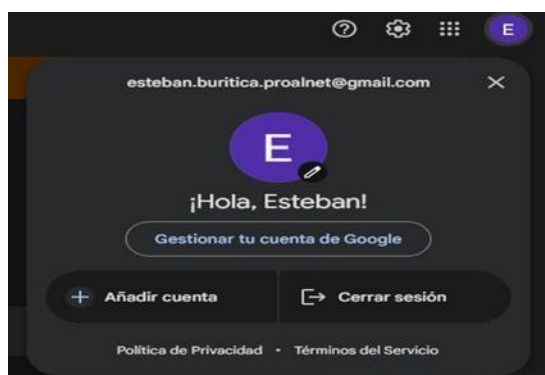 E
esteban.buritica.proalnet@gmail.com
E
¡Hola, Esteban!
Gestionar tu cuenta de Google
Añadir cuenta
Cerrar sesión
Política de Privacidad · Términos del Servicio